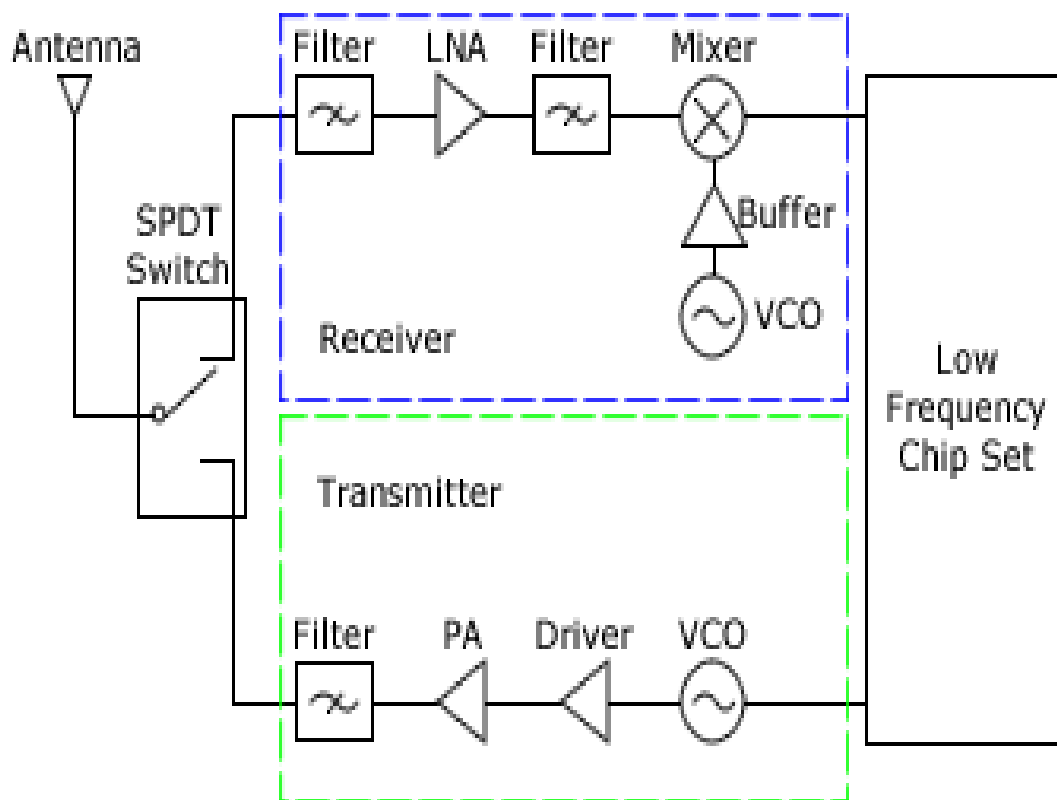 Antenna
Filter
LNA
Filter
Mixer
SPDT
Switch
Buffer
VCO
Receiver
Low
Frequency
Chip Set
Transmitter
Filter
PA
Driver
VCO